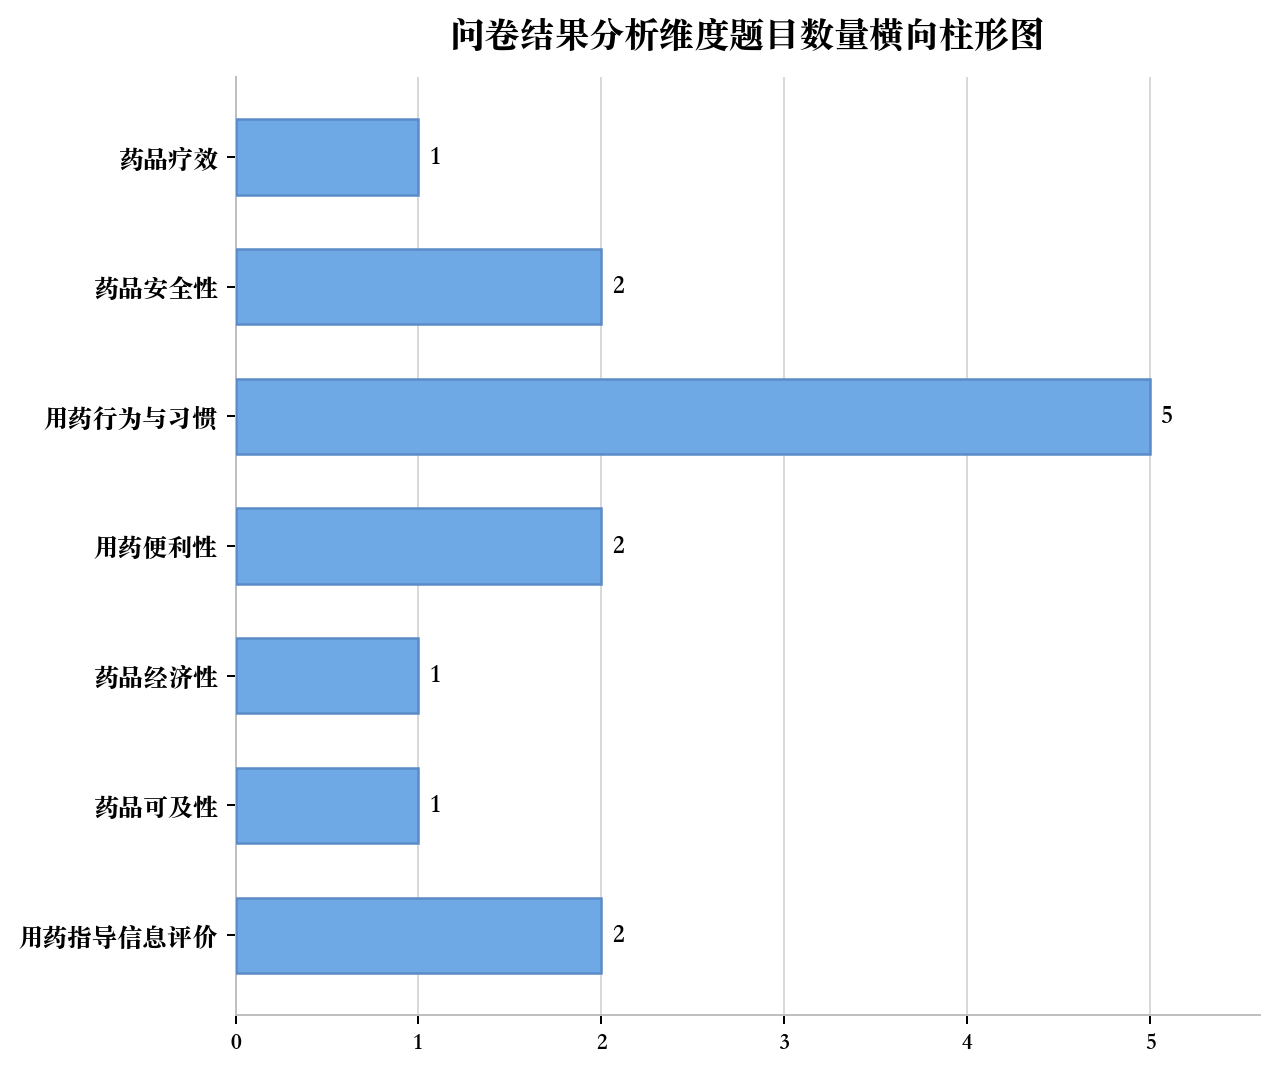 问卷结果分析维度题目数量横向柱形图
药品疗效 1
药品安全性 2
用药行为与习惯 5
用药便利性 2
药品经济性 1
药品可及性 1
用药指导信息评价 2
0 1 2 3 4 5